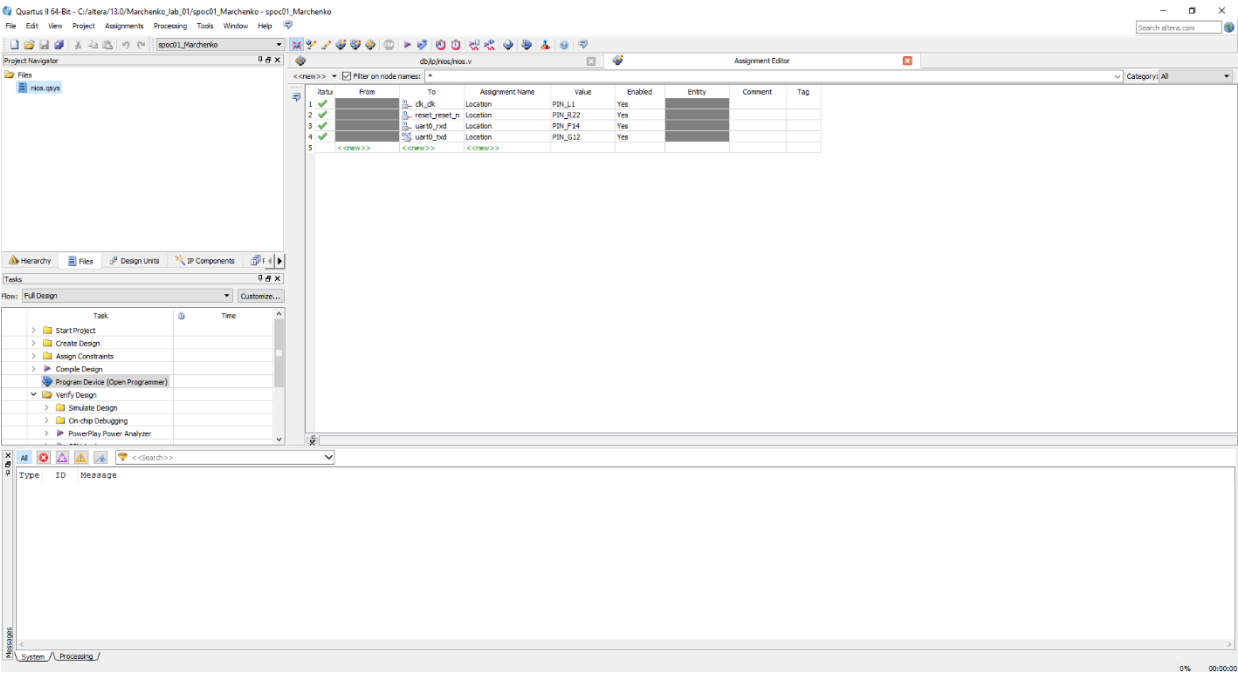 Quartus II 64-Bit - C:/altera/13.0/Marchenko_lab_01/spoc01_Marchenko - spoc01_Marchenko
File Edit View Project Assignments Processing Tools Window Help
Search altera.com
spoc01_Marchenko
Project Navigator
Files
nios.qsys
Hierarchy Files Design Units IP Components
Tasks
Flow: Full Design Customize...
Task Time
Start Project
Create Design
Assign Constraints
Compile Design
Program Device (Open Programmer)
Verify Design
Simulate Design
On-chip Debugging
PowerPlay Power Analyzer
db/ip/nios/nios.v Assignment Editor
<<new>> Filter on node names: * Category: All
tatu From To Assignment Name Value Enabled Entity Comment Tag
1 clk_clk Location PIN_L1 Yes
2 reset_reset_n Location PIN_R22 Yes
3 uart0_rxd Location PIN_F14 Yes
4 uart0_txd Location PIN_G12 Yes
5 <<new>> <<new>> <<new>>
All <<Search>>
Type ID Message
Messages
System Processing
0% 00:00:00